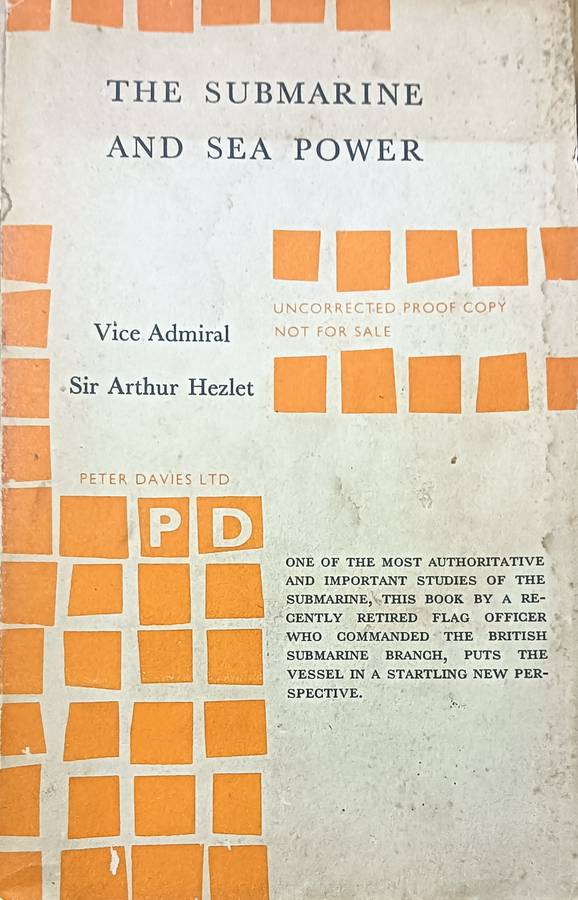 THE SUBMARINE
AND SEA POWER
UNCORRECTED PROOF COPY
NOT FOR SALE
Vice Admiral
Sir Arthur Hezlet
PETER DAVIES LTD
PD
ONE OF THE MOST AUTHORITATIVE
AND IMPORTANT STUDIES OF THE
SUBMARINE, THIS BOOK BY A RE-
CENTLY RETIRED FLAG OFFICER
WHO COMMANDED THE BRITISH
SUBMARINE BRANCH, PUTS THE
VESSEL IN A STARTLING NEW PER-
SPECTIVE.